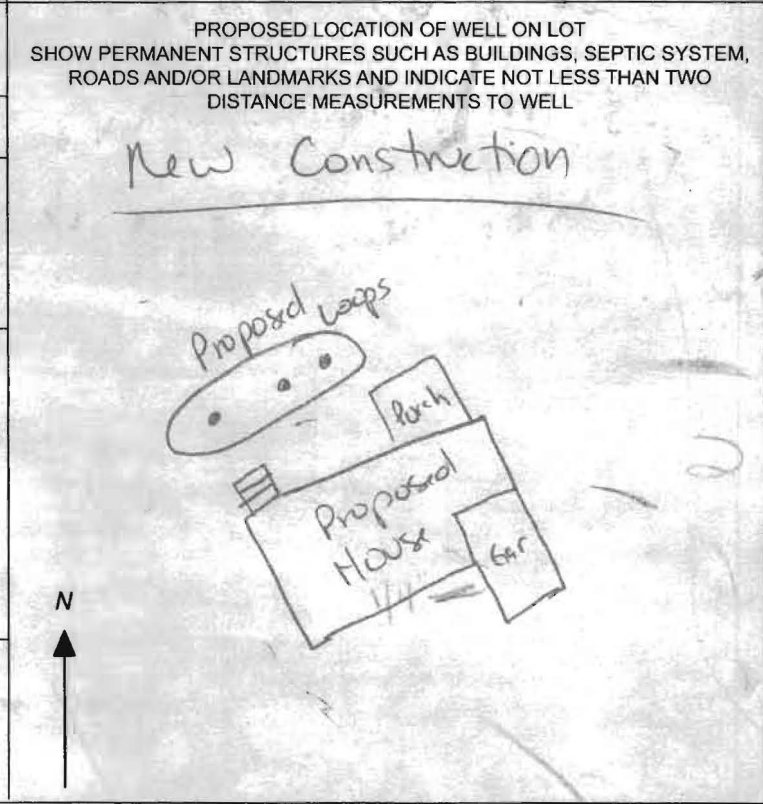 PROPOSED LOCATION OF WELL ON LOT
SHOW PERMANENT STRUCTURES SUCH AS BUILDINGS, SEPTIC SYSTEM,
ROADS AND/OR LANDMARKS AND INDICATE NOT LESS THAN TWO
DISTANCE MEASUREMENTS TO WELL
New Construction
Proposed Loops
Porch
Proposed
House
Gar
N